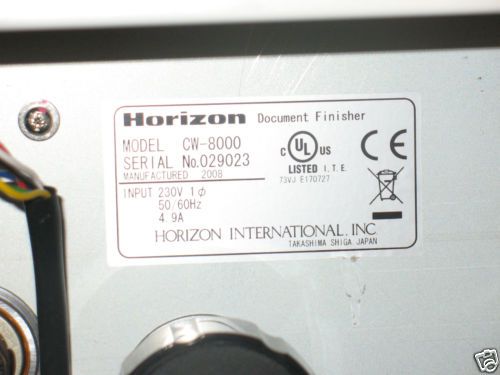 Horizon Document Finisher
MODEL CW-8000
SERIAL No.029023
MANUFACTURED 2008
C UL US
LISTED I.T.E.
73VJ E170727
CE
INPUT 230V 1φ
50/60Hz
4.9A
HORIZON INTERNATIONAL, INC
TAKASHIMA SHIGA JAPAN